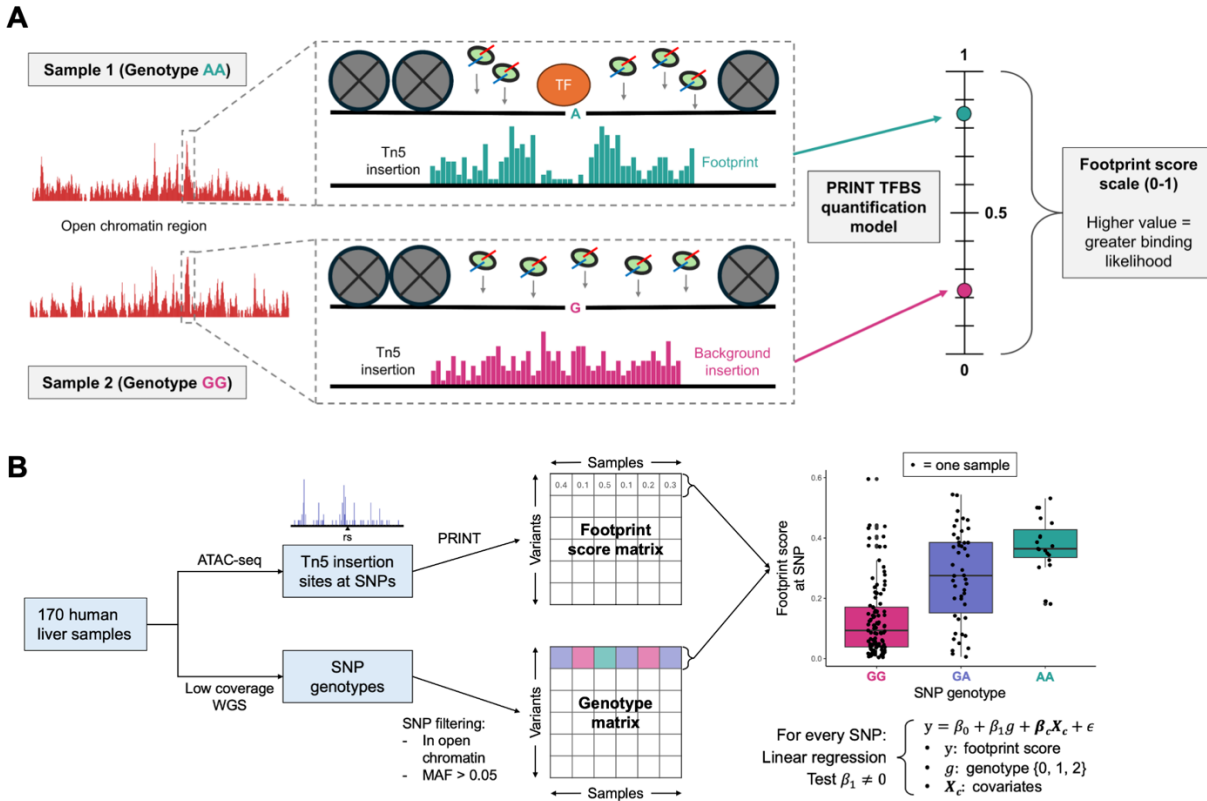 A
Sample 1 (Genotype AA)
Open chromatin region
Sample 2 (Genotype GG)
TF
A
Tn5
insertion
Footprint
G
Tn5
insertion
Background
insertion
PRINT TFBS
quantification
model
1
0.5
0
Footprint score
scale (0-1)
Higher value =
greater binding
likelihood
B
170 human
liver samples
ATAC-seq
Low coverage
WGS
rs
Tn5 insertion
sites at SNPs
SNP
genotypes
PRINT
SNP filtering:
- In open
chromatin
- MAF > 0.05
Samples
Variants
0.4 0.1 0.5 0.1 0.2 0.3
Footprint
score matrix
Variants
Genotype
matrix
Samples
• = one sample
Footprint score
at SNP
0.6
0.4
0.2
0.0
GG GA AA
SNP genotype
For every SNP:
Linear regression
Test β₁ ≠ 0
y = β₀ + β₁g + β_cX_c + ϵ
• y: footprint score
• g: genotype {0, 1, 2}
• X_c: covariates